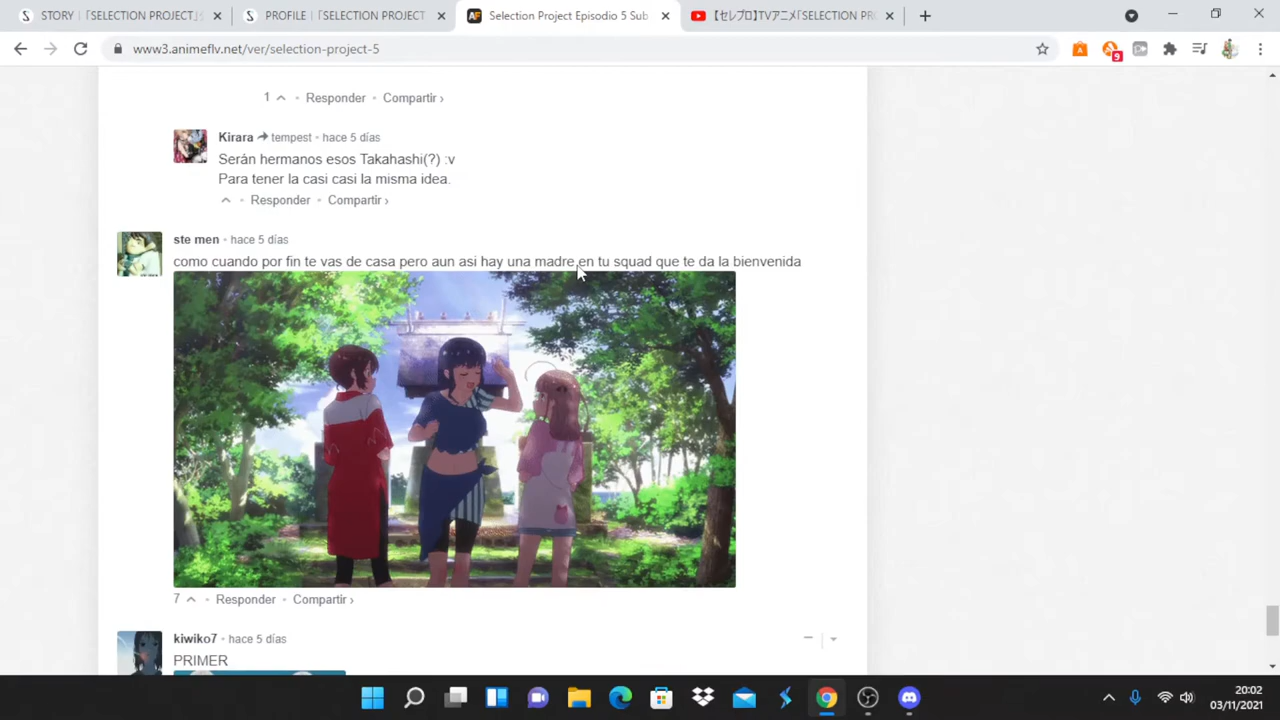 STORY |「SELECTION PROJECT」
PROFILE |「SELECTION PROJECT
Selection Project Episodio 5 Sub
【セレプロ】TVアニメ「SELECTION PR
www3.animeflv.net/ver/selection-project-5
9
1 • Responder • Compartir ›
Kirara tempest • hace 5 días
Serán hermanos esos Takahashi(?) :v
Para tener la casi casi la misma idea.
• Responder • Compartir ›
ste men • hace 5 días
como cuando por fin te vas de casa pero aun asi hay una madre en tu squad que te da la bienvenida
7 • Responder • Compartir ›
kiwiko7 • hace 5 días
PRIMER
20:02
03/11/2021